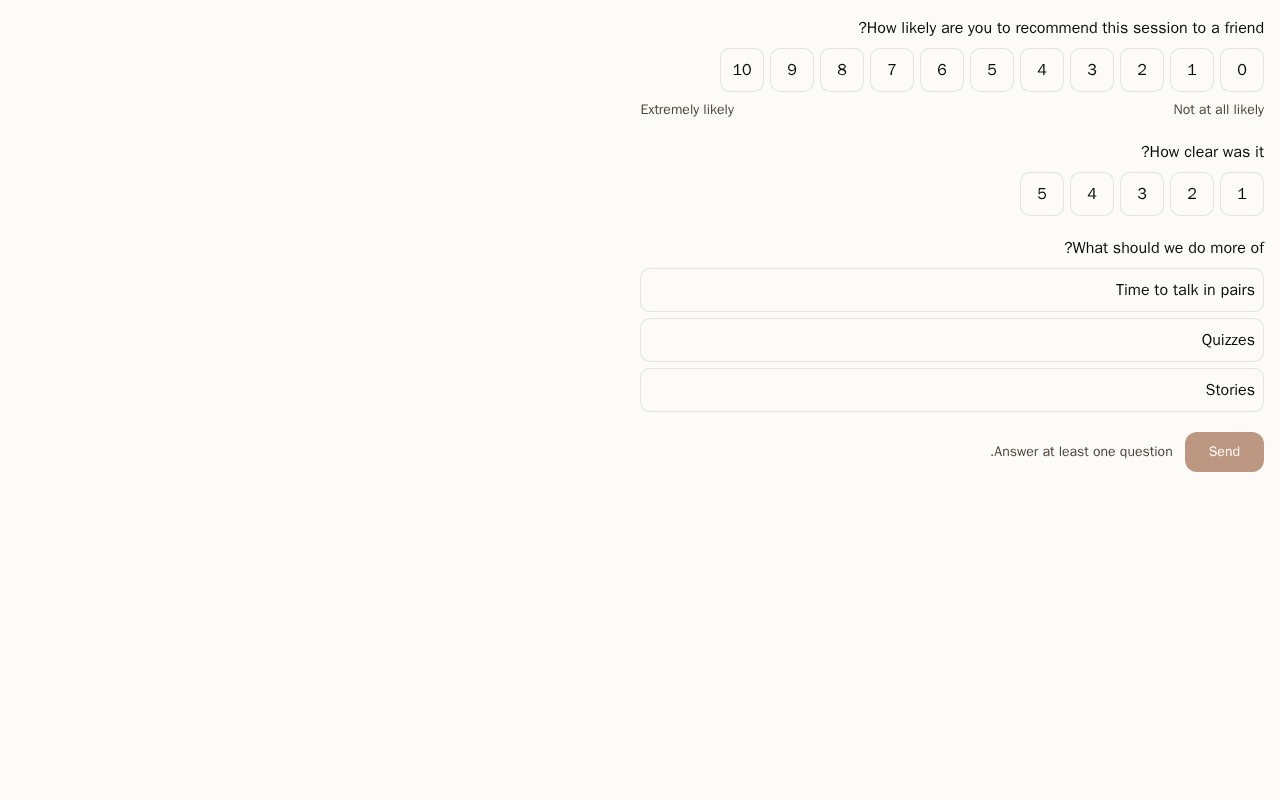 ?How likely are you to recommend this session to a friend
10 9 8 7 6 5 4 3 2 1 0
Extremely likely Not at all likely
?How clear was it
5 4 3 2 1
?What should we do more of
Time to talk in pairs
Quizzes
Stories
.Answer at least one question Send